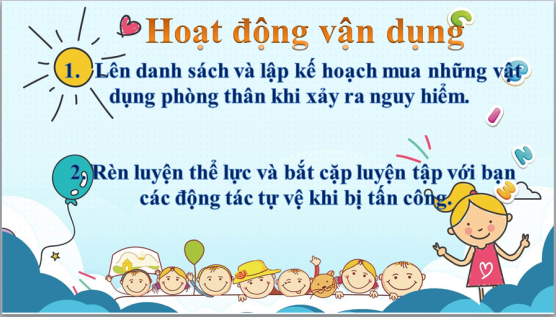 Hoạt động vận dụng
1. Lên danh sách và lập kế hoạch mua những vật
dụng phòng thân khi xảy ra nguy hiểm.
2. Rèn luyện thể lực và bắt cặp luyện tập với bạn
các động tác tự vệ khi bị tấn công.